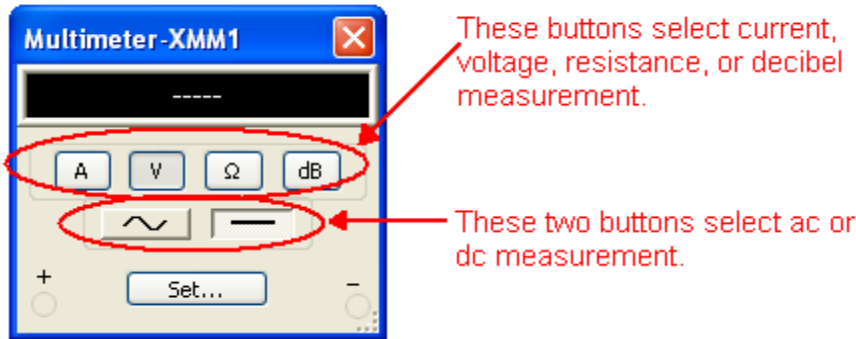 Multimeter-XMM1
These buttons select current,
voltage, resistance, or decibel
measurement.
-----
A V Ω dB
These two buttons select ac or
dc measurement.
+ Set... -